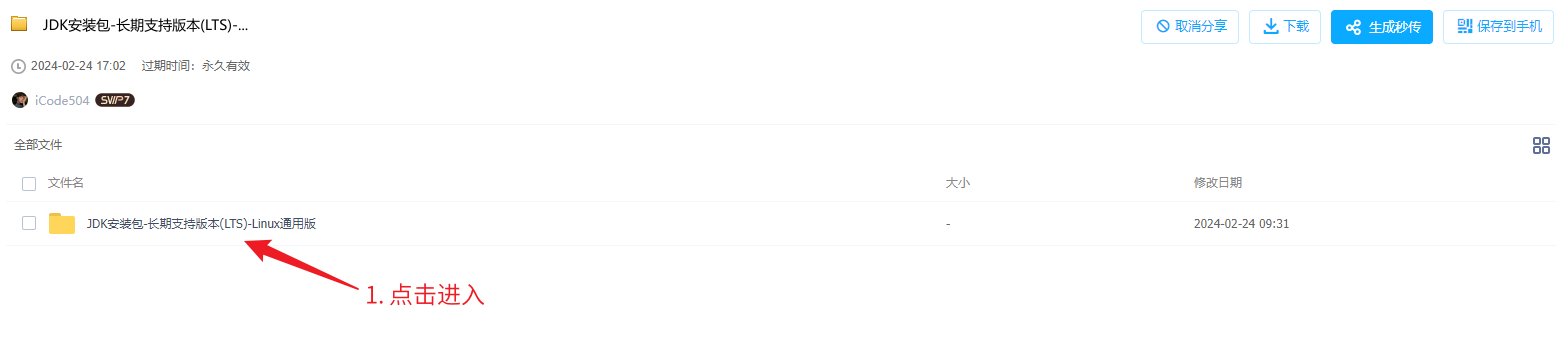 JDK安装包-长期支持版本(LTS)-...
取消分享
下载
生成秒传
保存到手机
2024-02-24 17:02 过期时间：永久有效
iCode504 SVIP7
全部文件
文件名 大小 修改日期
JDK安装包-长期支持版本(LTS)-Linux通用版 - 2024-02-24 09:31
1. 点击进入